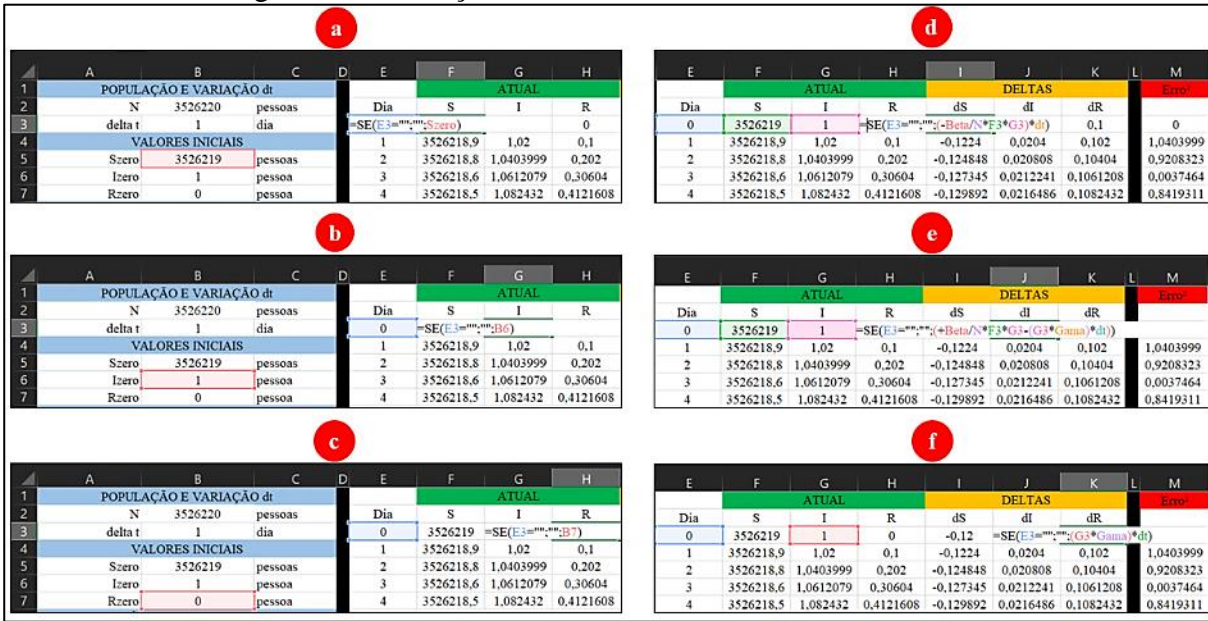 a
A B C D E F G H
1 POPULAÇÃO E VARIAÇÃO dt ATUAL
2 N 3526220 pessoas Dia S I R
3 delta t 1 dia =SE(E3="";"";Szero) 0
4 VALORES INICIAIS 1 3526218,9 1,02 0,1
5 Szero 3526219 pessoas 2 3526218,8 1,0403999 0,202
6 Izero 1 pessoa 3 3526218,6 1,0612079 0,30604
7 Rzero 0 pessoa 4 3526218,5 1,082432 0,4121608
b
A B C D E F G H
1 POPULAÇÃO E VARIAÇÃO dt ATUAL
2 N 3526220 pessoas Dia S I R
3 delta t 1 dia 0 =SE(E3="";"";B6)
4 VALORES INICIAIS 1 3526218,9 1,02 0,1
5 Szero 3526219 pessoas 2 3526218,8 1,0403999 0,202
6 Izero 1 pessoa 3 3526218,6 1,0612079 0,30604
7 Rzero 0 pessoa 4 3526218,5 1,082432 0,4121608
c
A B C D E F G H
1 POPULAÇÃO E VARIAÇÃO dt ATUAL
2 N 3526220 pessoas Dia S I R
3 delta t 1 dia 0 3526219 =SE(E3="";"";B7)
4 VALORES INICIAIS 1 3526218,9 1,02 0,1
5 Szero 3526219 pessoas 2 3526218,8 1,0403999 0,202
6 Izero 1 pessoa 3 3526218,6 1,0612079 0,30604
7 Rzero 0 pessoa 4 3526218,5 1,082432 0,4121608
d
E F G H I J K L M
ATUAL DELTAS Erro²
Dia S I R dS dI dR
0 3526219 1 =SE(E3="";"";(-Beta/N*F3*G3)*dt) 0,1 0
1 3526218,9 1,02 0,1 -0,1224 0,0204 0,102 1,0403999
2 3526218,8 1,0403999 0,202 -0,124848 0,020808 0,10404 0,9208323
3 3526218,6 1,0612079 0,30604 -0,127345 0,0212241 0,1061208 0,0037464
4 3526218,5 1,082432 0,4121608 -0,129892 0,0216486 0,1082432 0,8419311
e
E F G H I J K L M
ATUAL DELTAS Erro²
Dia S I R dS dI dR
0 3526219 1 =SE(E3="";"";(+Beta/N*F3*G3-(G3*Gama)*dt))
1 3526218,9 1,02 0,1 -0,1224 0,0204 0,102 1,0403999
2 3526218,8 1,0403999 0,202 -0,124848 0,020808 0,10404 0,9208323
3 3526218,6 1,0612079 0,30604 -0,127345 0,0212241 0,1061208 0,0037464
4 3526218,5 1,082432 0,4121608 -0,129892 0,0216486 0,1082432 0,8419311
f
E F G H I J K L M
ATUAL DELTAS Erro²
Dia S I R dS dI dR
0 3526219 1 0 -0,12 =SE(E3="";"";(G3*Gama)*dt)
1 3526218,9 1,02 0,1 -0,1224 0,0204 0,102 1,0403999
2 3526218,8 1,0403999 0,202 -0,124848 0,020808 0,10404 0,9208323
3 3526218,6 1,0612079 0,30604 -0,127345 0,0212241 0,1061208 0,0037464
4 3526218,5 1,082432 0,4121608 -0,129892 0,0216486 0,1082432 0,8419311